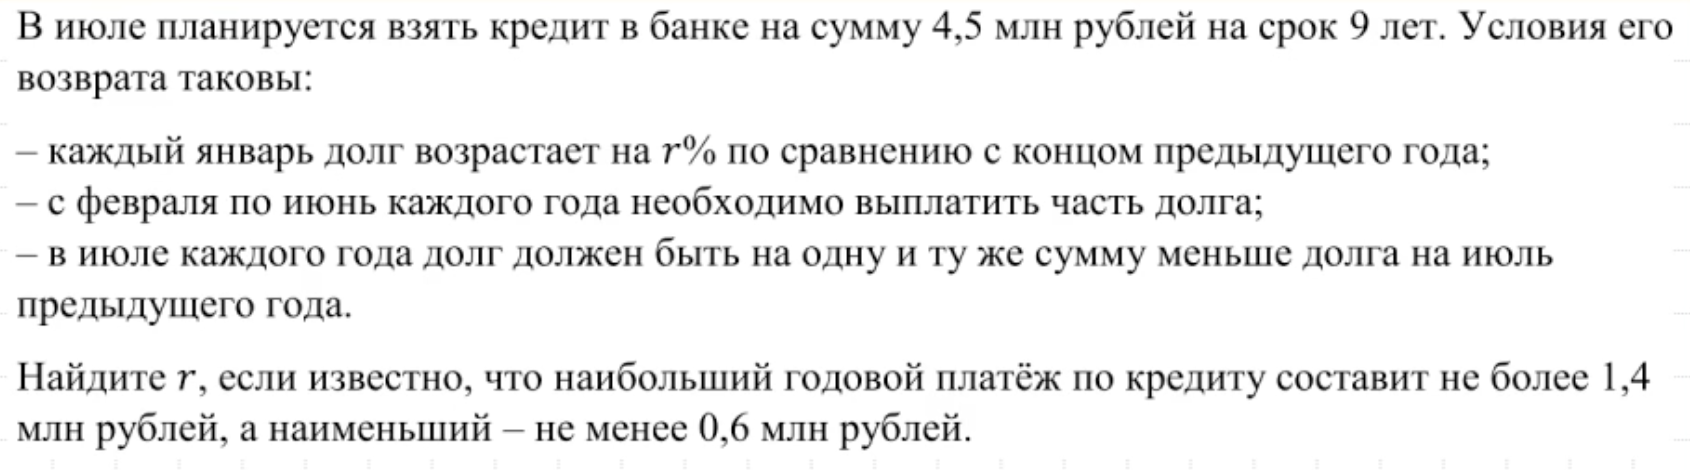 В июле планируется взять кредит в банке на сумму 4,5 млн рублей на срок 9 лет. Условия его
возврата таковы:
– каждый январь долг возрастает на r% по сравнению с концом предыдущего года;
– с февраля по июнь каждого года необходимо выплатить часть долга;
– в июле каждого года долг должен быть на одну и ту же сумму меньше долга на июль
предыдущего года.
Найдите r, если известно, что наибольший годовой платёж по кредиту составит не более 1,4
млн рублей, а наименьший – не менее 0,6 млн рублей.